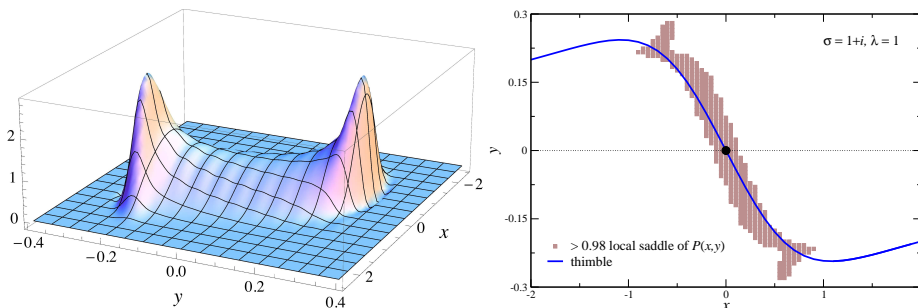 2
1
0
−0.4
−0.2
0.0
0.2
0.4
y
−2
0
2
x
0.3
0.15
0
-0.15
-0.3
y
-2
-1
0
1
x
σ = 1+i, λ = 1
> 0.98 local saddle of P(x,y)
thimble